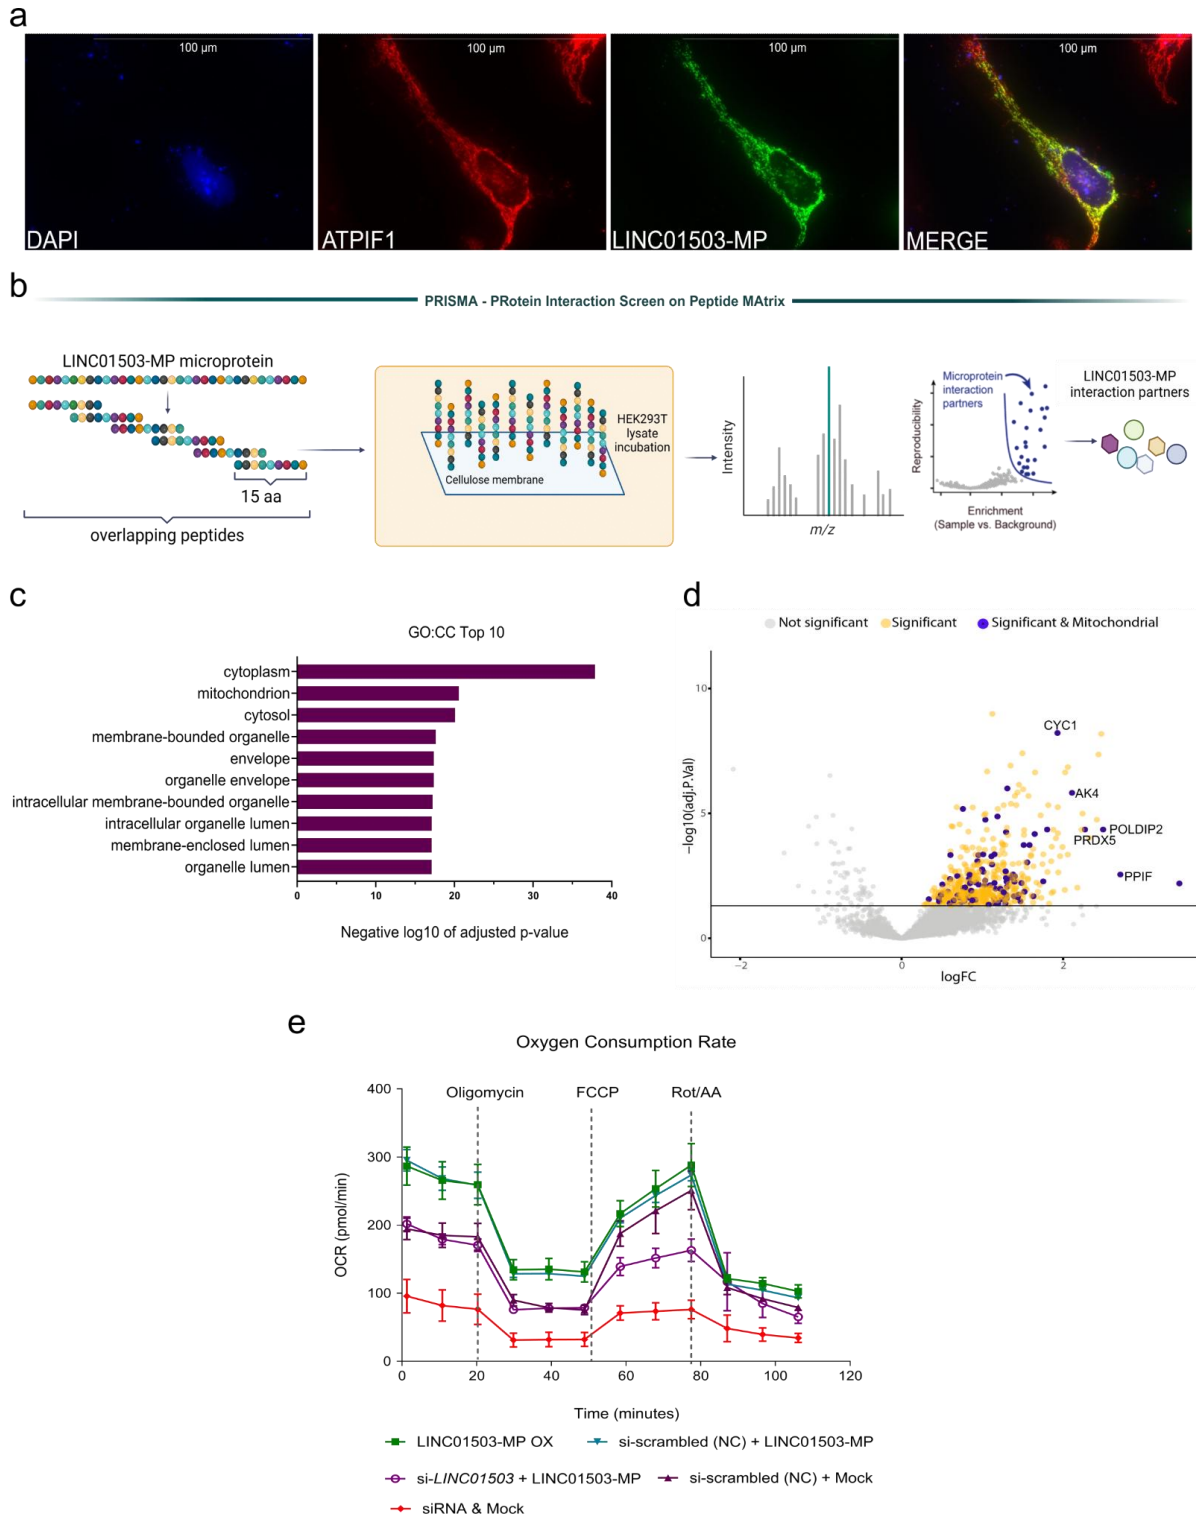 a
100 µm
100 µm
100 µm
100 µm
DAPI
ATPIF1
LINC01503-MP
MERGE
b
PRISMA - PRotein Interaction Screen on Peptide MAtrix
LINC01503-MP microprotein
15 aa
overlapping peptides
HEK293T
lysate
incubation
Cellulose membrane
Intensity
m/z
Microprotein
interaction
partners
Reproducibility
Enrichment
(Sample vs. Background)
LINC01503-MP
interaction partners
c
GO:CC Top 10
cytoplasm
mitochondrion
cytosol
membrane-bounded organelle
envelope
organelle envelope
intracellular membrane-bounded organelle
intracellular organelle lumen
membrane-enclosed lumen
organelle lumen
0 10 20 30 40
Negative log10 of adjusted p-value
d
Not significant Significant Significant & Mitochondrial
−log10(adj.P.Val)
10
5
0
CYC1
AK4
POLDIP2
PRDX5
PPIF
−2 0 2
logFC
e
Oxygen Consumption Rate
Oligomycin FCCP Rot/AA
OCR (pmol/min)
400
300
200
100
0
0 20 40 60 80 100 120
Time (minutes)
LINC01503-MP OX si-scrambled (NC) + LINC01503-MP
si-LINC01503 + LINC01503-MP si-scrambled (NC) + Mock
siRNA & Mock